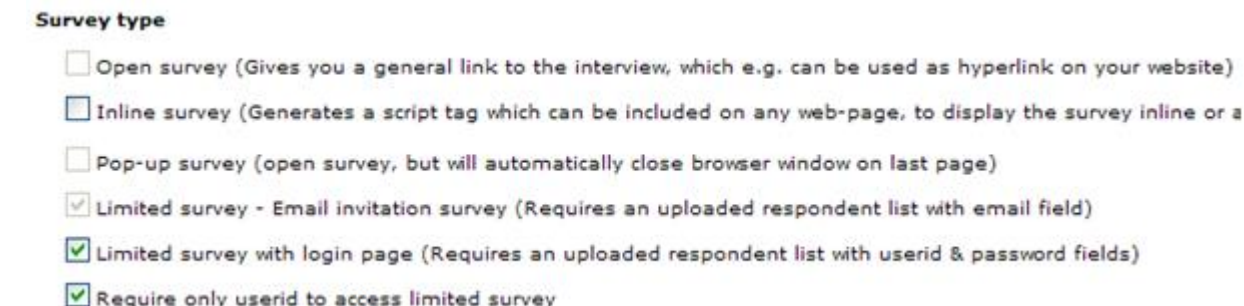 Survey type
Open survey (Gives you a general link to the interview, which e.g. can be used as hyperlink on your website)
Inline survey (Generates a script tag which can be included on any web-page, to display the survey inline or a
Pop-up survey (open survey, but will automatically close browser window on last page)
Limited survey - Email invitation survey (Requires an uploaded respondent list with email field)
Limited survey with login page (Requires an uploaded respondent list with userid & password fields)
Require only userid to access limited survey